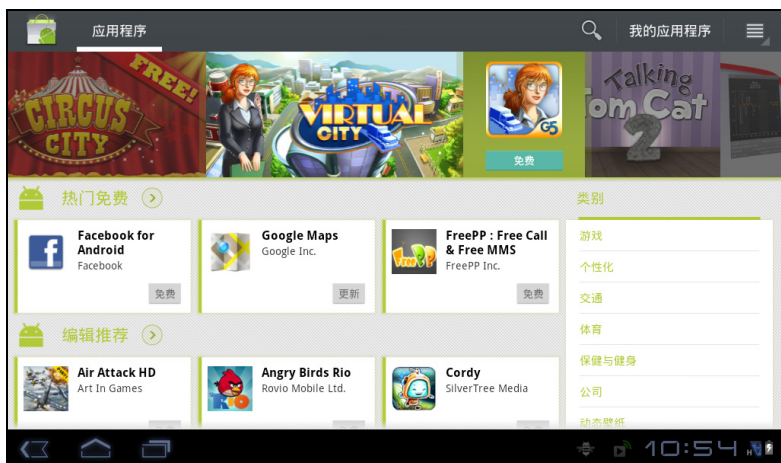 应用程序
我的应用程序
CIRCUS CITY
FREE!
VIRTUAL CITY
G5
免费
Talking
Tom Cat
2
热门免费
类别
Facebook for Android
Facebook
免费
Google Maps
Google Inc.
更新
FreePP : Free Call & Free MMS
FreePP Inc.
免费
游戏
个性化
交通
体育
保健与健身
公司
动态壁纸
编辑推荐
Air Attack HD
Art In Games
Angry Birds Rio
Rovio Mobile Ltd.
Cordy
SilverTree Media
10:54
H